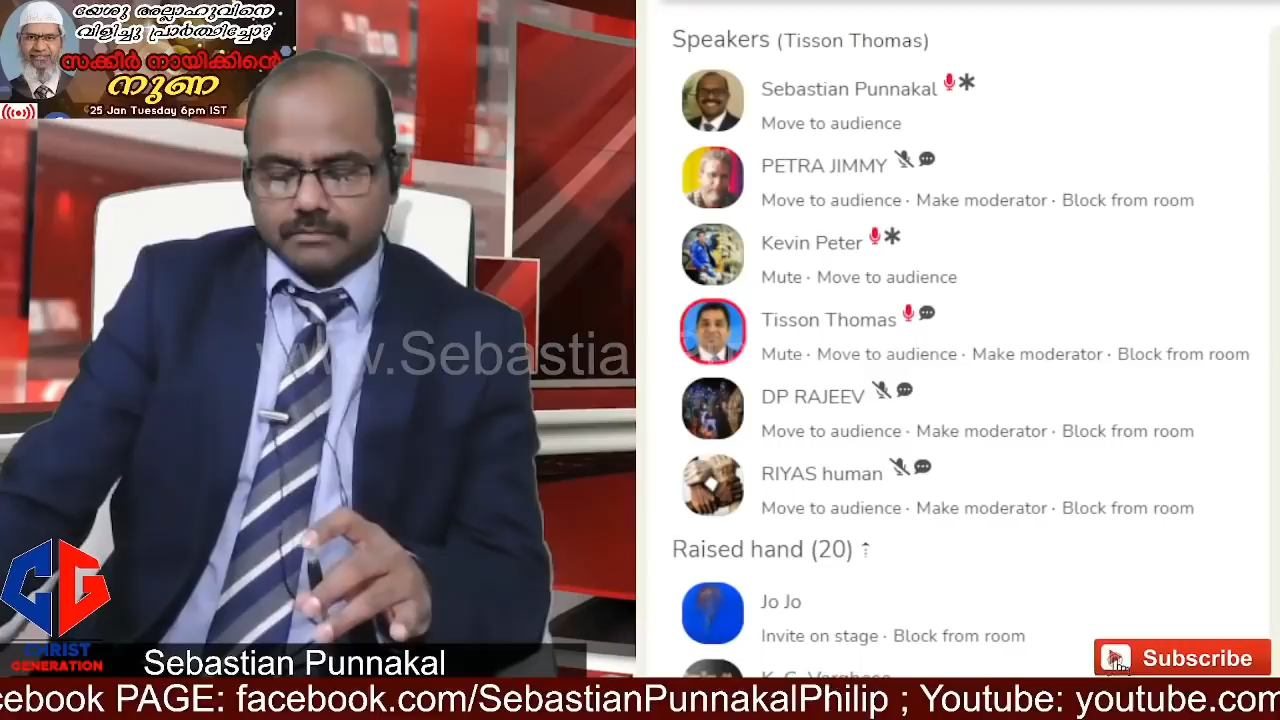 യേശു അല്ലാഹുവിനെ
വിളിച്ചു പ്രാർത്ഥിച്ചോ?
സക്കീർ നായിക്കിന്റെ
നുണ
25 Jan Tuesday 6pm IST
www.Sebastia
CHRIST
GENERATION
Sebastian Punnakal
Speakers (Tisson Thomas)
Sebastian Punnakal
Move to audience
PETRA JIMMY
Move to audience · Make moderator · Block from room
Kevin Peter
Mute · Move to audience
Tisson Thomas
Mute · Move to audience · Make moderator · Block from room
DP RAJEEV
Move to audience · Make moderator · Block from room
RIYAS human
Move to audience · Make moderator · Block from room
Raised hand (20)
Jo Jo
Invite on stage · Block from room
K. C. Varghese
Subscribe
cebook PAGE: facebook.com/SebastianPunnakalPhilip ; Youtube: youtube.com